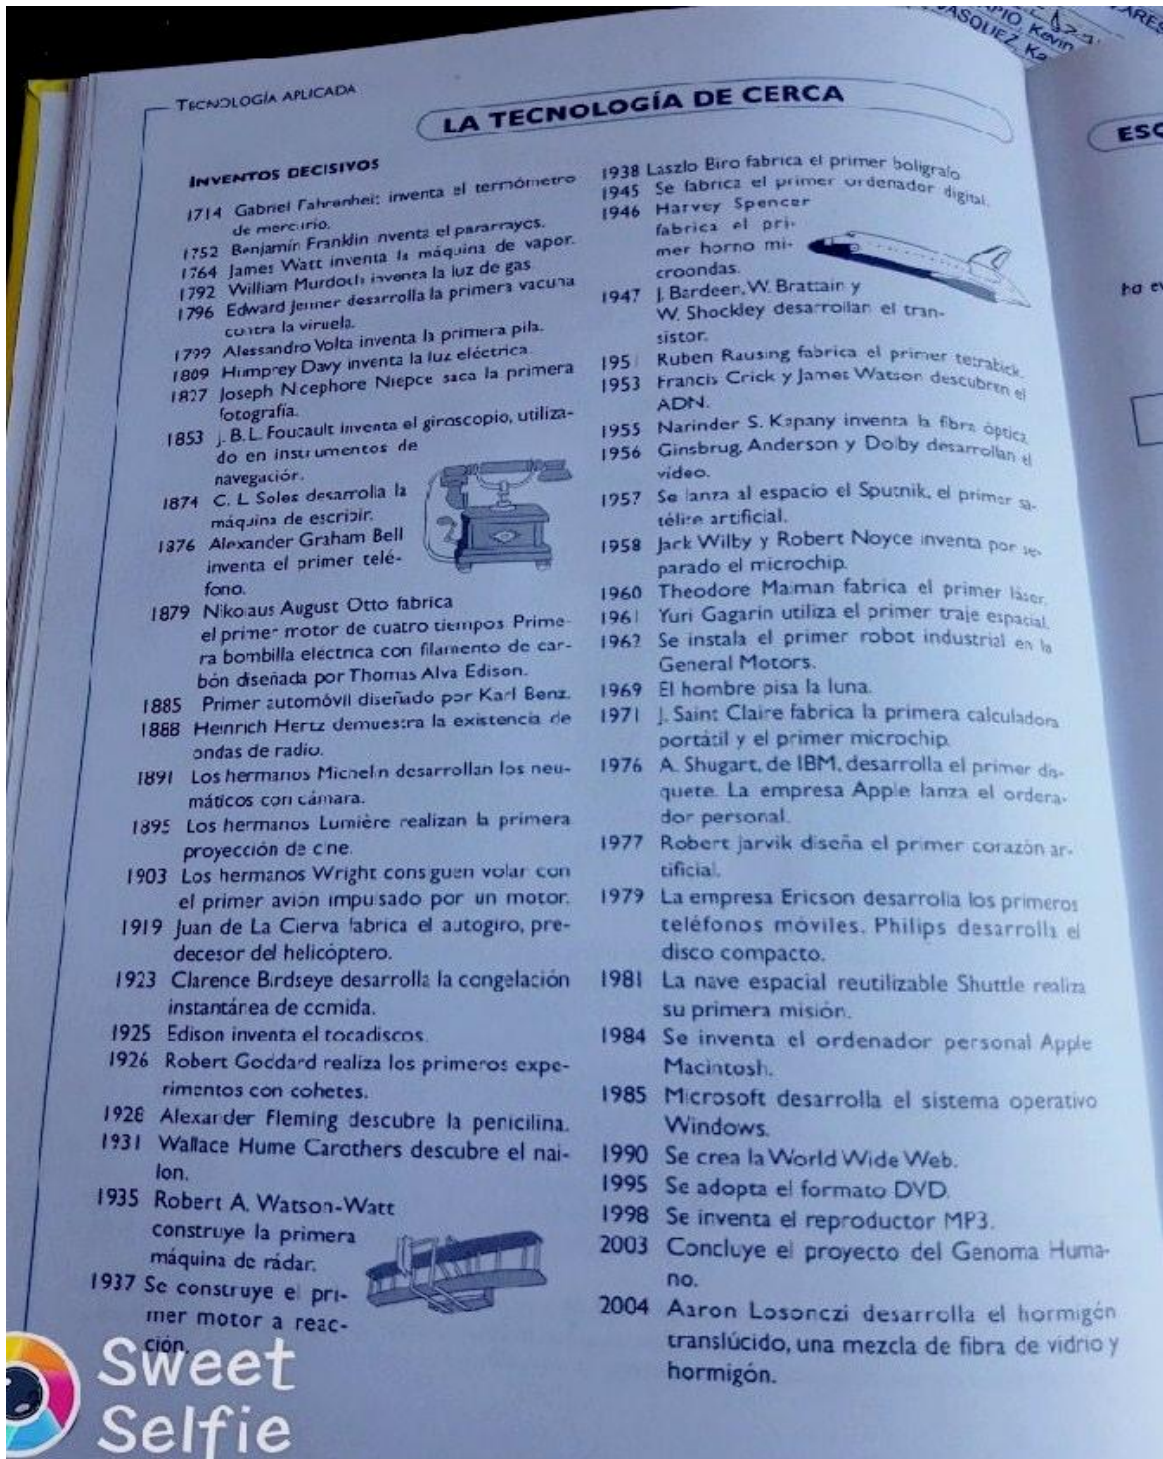 PIO, Kevin
ASQUEZ, Ka
ARES
TECNOLOGÍA APLICADA
LA TECNOLOGÍA DE CERCA
INVENTOS DECISIVOS
1714 Gabriel Fahrenheit inventa el termómetro
de mercurio.
1752 Benjamín Franklin inventa el pararrayos.
1764 James Watt inventa la máquina de vapor.
1792 William Murdoch inventa la luz de gas
1796 Edward Jenner desarrolla la primera vacuna
contra la viruela.
1799 Alessandro Volta inventa la primera pila.
1809 Humprey Davy inventa la luz eléctrica.
1827 Joseph Nicephore Niepce saca la primera
fotografía.
1853 J. B. L. Foucault inventa el giroscopio, utiliza-
do en instrumentos de
navegación.
1874 C. L. Soles desarrolla la
máquina de escribir.
1876 Alexander Graham Bell
inventa el primer telé-
fono.
1879 Nikolaus August Otto fabrica
el primer motor de cuatro tiempos. Prime-
ra bombilla eléctrica con filamento de car-
bón diseñada por Thomas Alva Edison.
1885 Primer automóvil diseñado por Karl Benz.
1888 Heinrich Hertz demuestra la existencia de
ondas de radio.
1891 Los hermanos Michelin desarrollan los neu-
máticos con cámara.
1895 Los hermanos Lumière realizan la primera
proyección de cine.
1903 Los hermanos Wright consiguen volar con
el primer avión impulsado por un motor.
1919 Juan de La Cierva fabrica el autogiro, pre-
decesor del helicóptero.
1923 Clarence Birdseye desarrolla la congelación
instantánea de comida.
1925 Edison inventa el tocadiscos.
1926 Robert Goddard realiza los primeros expe-
rimentos con cohetes.
1928 Alexander Fleming descubre la penicilina.
1931 Wallace Hume Carothers descubre el nai-
lon.
1935 Robert A. Watson-Watt
construye la primera
máquina de rádar.
1937 Se construye el pri-
mer motor a reac-
ción.
1938 Laszlo Biro fabrica el primer bolígrafo
1945 Se fabrica el primer ordenador digital.
1946 Harvey Spencer
fabrica el pri-
mer horno mi-
croondas.
1947 J. Bardeer, W. Brattain y
W. Shockley desarrollan el tran-
sistor.
1951 Ruben Rausing fabrica el primer tetrabick.
1953 Francis Crick y James Watson descubren el
ADN.
1955 Narinder S. Kapany inventa la fibra óptica
1956 Ginsbrug, Anderson y Dolby desarrollan el
vídeo.
1957 Se lanza al espacio el Sputnik, el primer sa-
télite artificial.
1958 Jack Wilby y Robert Noyce inventa por se-
parado el microchip.
1960 Theodore Maiman fabrica el primer láser.
1961 Yuri Gagarin utiliza el primer traje espacial.
1962 Se instala el primer robot industrial en la
General Motors.
1969 El hombre pisa la luna.
1971 J. Saint Claire fabrica la primera calculadora
portátil y el primer microchip.
1976 A. Shugart, de IBM, desarrolla el primer dis-
quete. La empresa Apple lanza el ordena-
dor personal.
1977 Robert Jarvik diseña el primer corazón ar-
tificial.
1979 La empresa Ericson desarrolla los primeros
teléfonos móviles. Philips desarrolla el
disco compacto.
1981 La nave espacial reutilizable Shuttle realiza
su primera misión.
1984 Se inventa el ordenador personal Apple
Macintosh.
1985 Microsoft desarrolla el sistema operativo
Windows.
1990 Se crea la World Wide Web.
1995 Se adopta el formato DVD.
1998 Se inventa el reproductor MP3.
2003 Concluye el proyecto del Genoma Huma-
no.
2004 Aaron Losonczi desarrolla el hormigón
translúcido, una mezcla de fibra de vidrio y
hormigón.
ESC
Sweet
Selfie